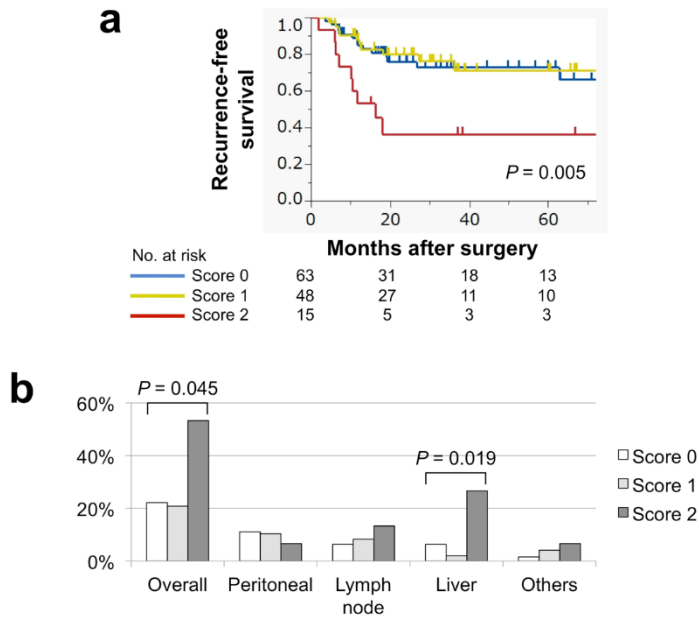 a
Recurrence-free
survival
1.0
0.8
0.6
0.4
0.2
0.0
P = 0.005
0 20 40 60
Months after surgery
No. at risk
Score 0 63 31 18 13
Score 1 48 27 11 10
Score 2 15 5 3 3
b
P = 0.045
P = 0.019
60%
40%
20%
0%
Score 0
Score 1
Score 2
Overall Peritoneal Lymph Liver Others
node